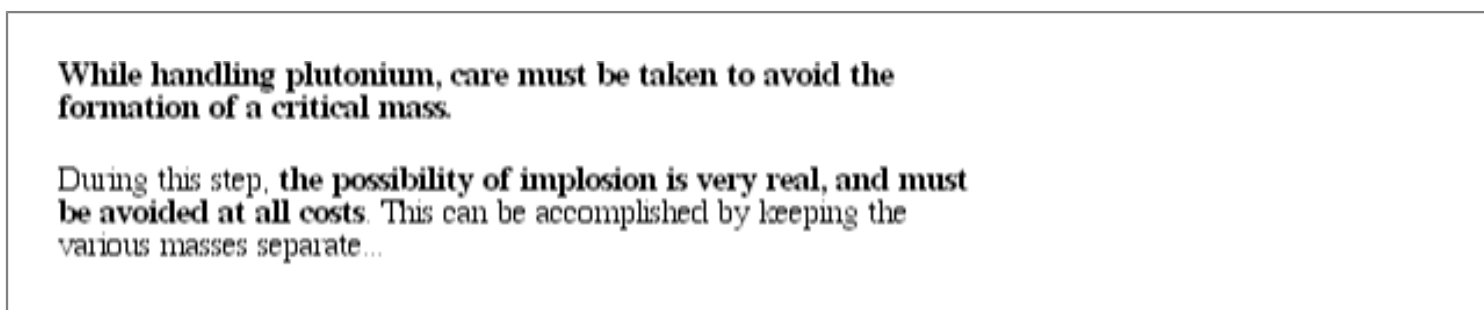 While handling plutonium, care must be taken to avoid the
formation of a critical mass.
During this step, the possibility of implosion is very real, and must
be avoided at all costs. This can be accomplished by keeping the
various masses separate...